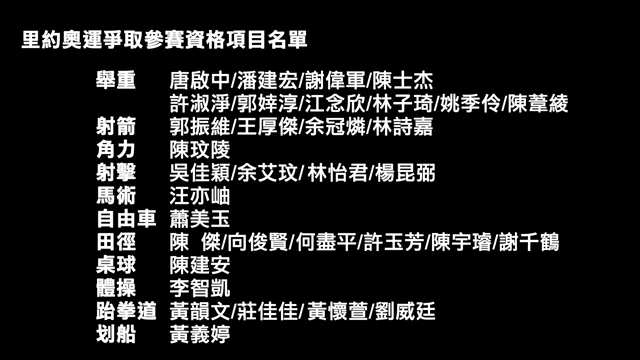 里約奧運爭取參賽資格項目名單
舉重 唐啟中/潘建宏/謝偉軍/陳士杰
許淑淨/郭婞淳/江念欣/林子琦/姚季伶/陳葦綾
射箭 郭振維/王厚傑/余冠燐/林詩嘉
角力 陳玟陵
射擊 吳佳穎/余艾玟/林怡君/楊昆弼
馬術 汪亦岫
自由車 蕭美玉
田徑 陳 傑/向俊賢/何盡平/許玉芳/陳宇璿/謝千鶴
桌球 陳建安
體操 李智凱
跆拳道 黃韻文/莊佳佳/黃懷萱/劉威廷
划船 黃義婷